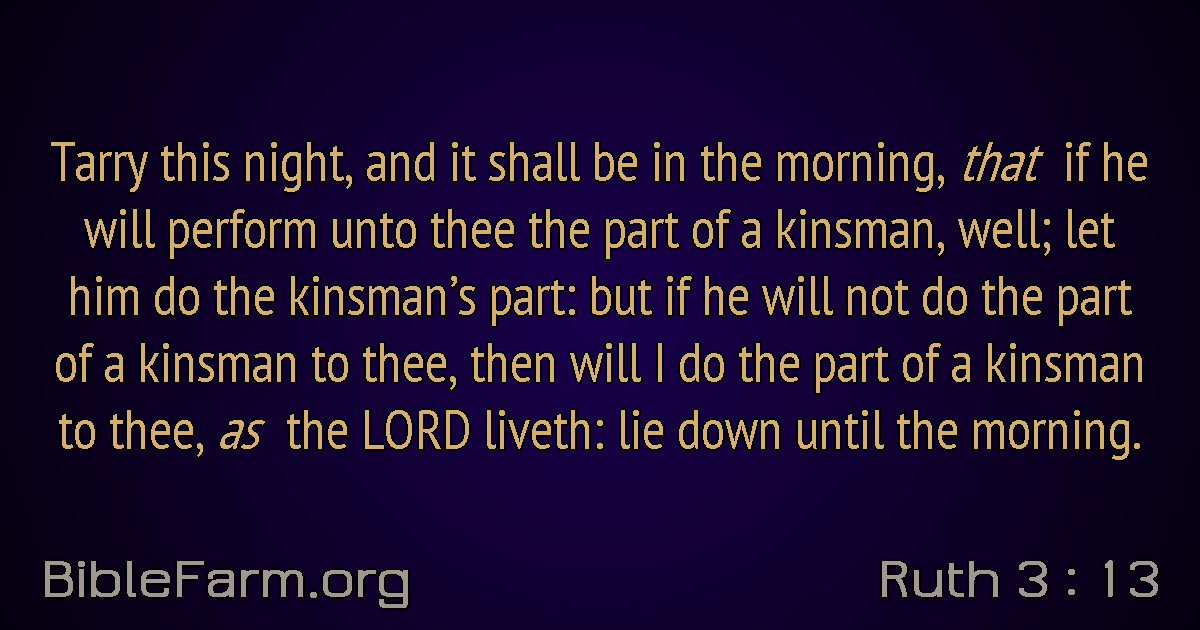 Tarry this night, and it shall be in the morning, that if he
will perform unto thee the part of a kinsman, well; let
him do the kinsman’s part: but if he will not do the part
of a kinsman to thee, then will I do the part of a kinsman
to thee, as the LORD liveth: lie down until the morning.
BibleFarm.org
Ruth 3 : 13